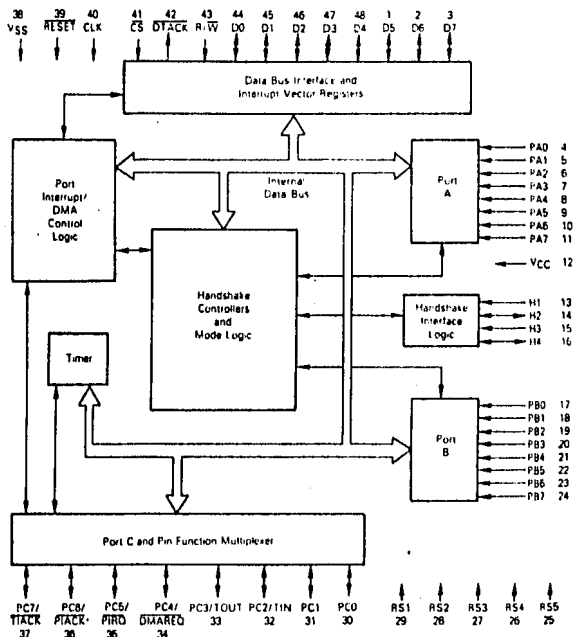 38 39 40 41 42 43 44 45 46 47 48 1 2 3
VSS RESET CLK CS DTACK R/W D0 D1 D2 D3 D4 D5 D6 D7
Data Bus Interface and
Interrupt Vector Registers
Port
Interrupt/
DMA
Control
Logic
Internal
Data Bus
Port
A
PA0 4
PA1 5
PA2 6
PA3 7
PA4 8
PA5 9
PA6 10
PA7 11
VCC 12
Handshake
Controllers
and
Mode Logic
Handshake
Interface
Logic
H1 13
H2 14
H3 15
H4 16
Timer
Port
B
PB0 17
PB1 18
PB2 19
PB3 20
PB4 21
PB5 22
PB6 23
PB7 24
Port C and Pin Function Multiplexer
PC7/ PC6/ PC5/ PC4/ PC3/TOUT PC2/TIN PC1 PC0 RS1 RS2 RS3 RS4 RS5
TIACK PIACK PIRQ DMAREQ 33 32 31 30 29 28 27 26 25
37 36 35 34